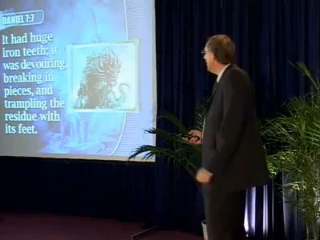 DANIEL 7:7
It had huge
iron teeth; it
was devouring,
breaking in
pieces, and
trampling the
residue with
its feet.